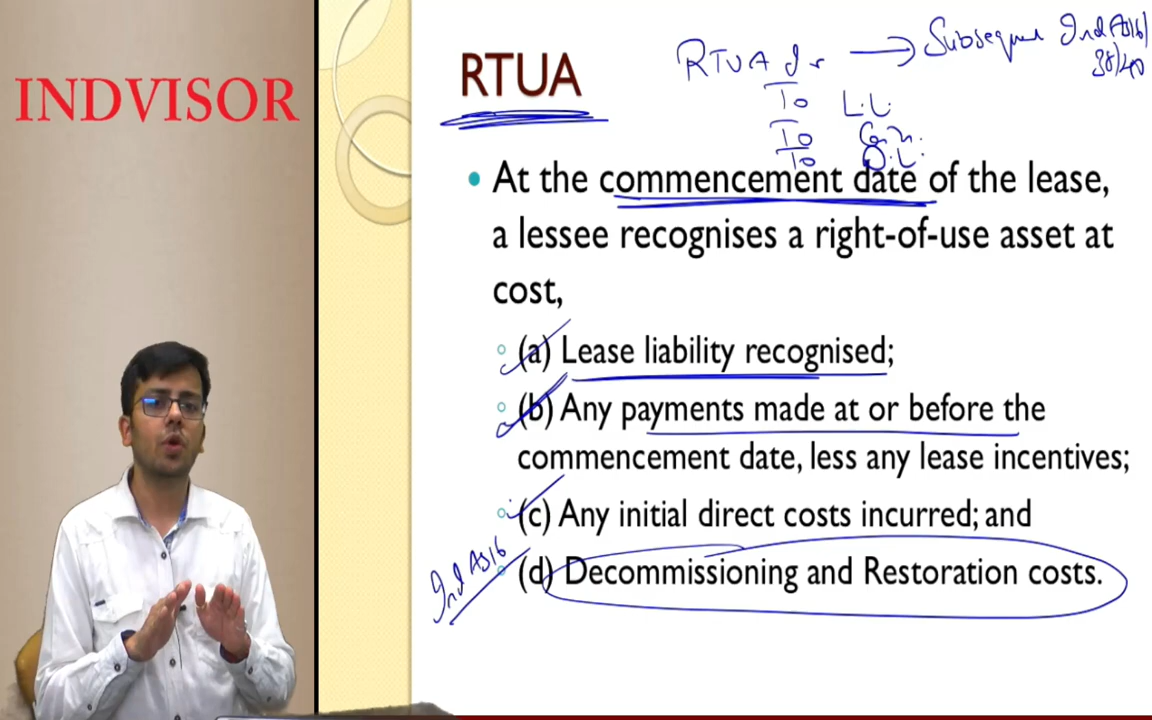 INDVISOR
RTUA
RTUA Dr → Subsequent Ind AS 16/
38/40
To L.L.
To
To D.L.
• At the commencement date of the lease,
a lessee recognises a right-of-use asset at
cost,
(a) Lease liability recognised;
(b) Any payments made at or before the
commencement date, less any lease incentives;
(c) Any initial direct costs incurred; and
Ind AS 16
(d) Decommissioning and Restoration costs.